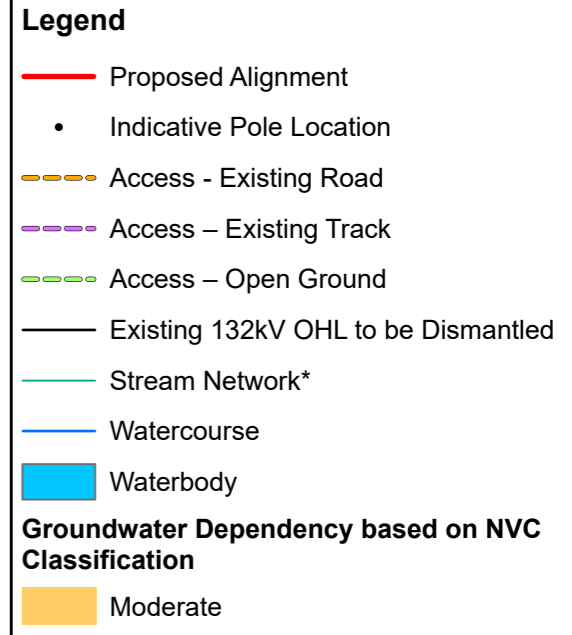 Legend
Proposed Alignment
Indicative Pole Location
Access - Existing Road
Access – Existing Track
Access – Open Ground
Existing 132kV OHL to be Dismantled
Stream Network*
Watercourse
Waterbody
Groundwater Dependency based on NVC
Classification
Moderate